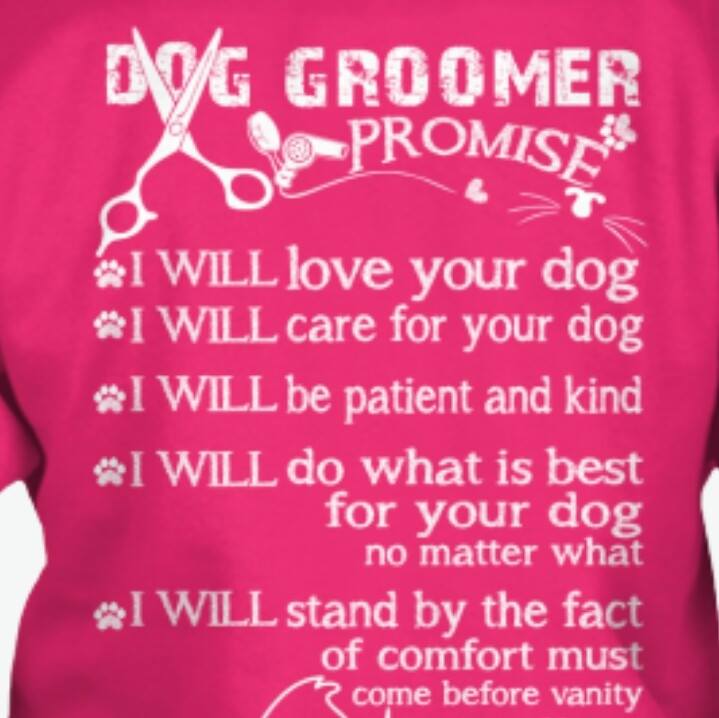 DOG GROOMER
PROMISE
I WILL love your dog
I WILL care for your dog
I WILL be patient and kind
I WILL do what is best
for your dog
no matter what
I WILL stand by the fact
of comfort must
come before vanity